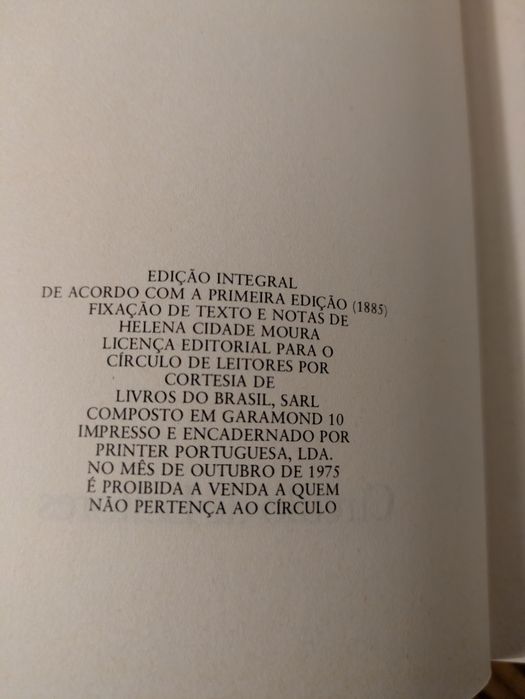 EDIÇÃO INTEGRAL
DE ACORDO COM A PRIMEIRA EDIÇÃO (1885)
FIXAÇÃO DE TEXTO E NOTAS DE
HELENA CIDADE MOURA
LICENÇA EDITORIAL PARA O
CÍRCULO DE LEITORES POR
CORTESIA DE
LIVROS DO BRASIL, SARL
COMPOSTO EM GARAMOND 10
IMPRESSO E ENCADERNADO POR
PRINTER PORTUGUESA, LDA.
NO MÊS DE OUTUBRO DE 1975
É PROIBIDA A VENDA A QUEM
NÃO PERTENÇA AO CÍRCULO